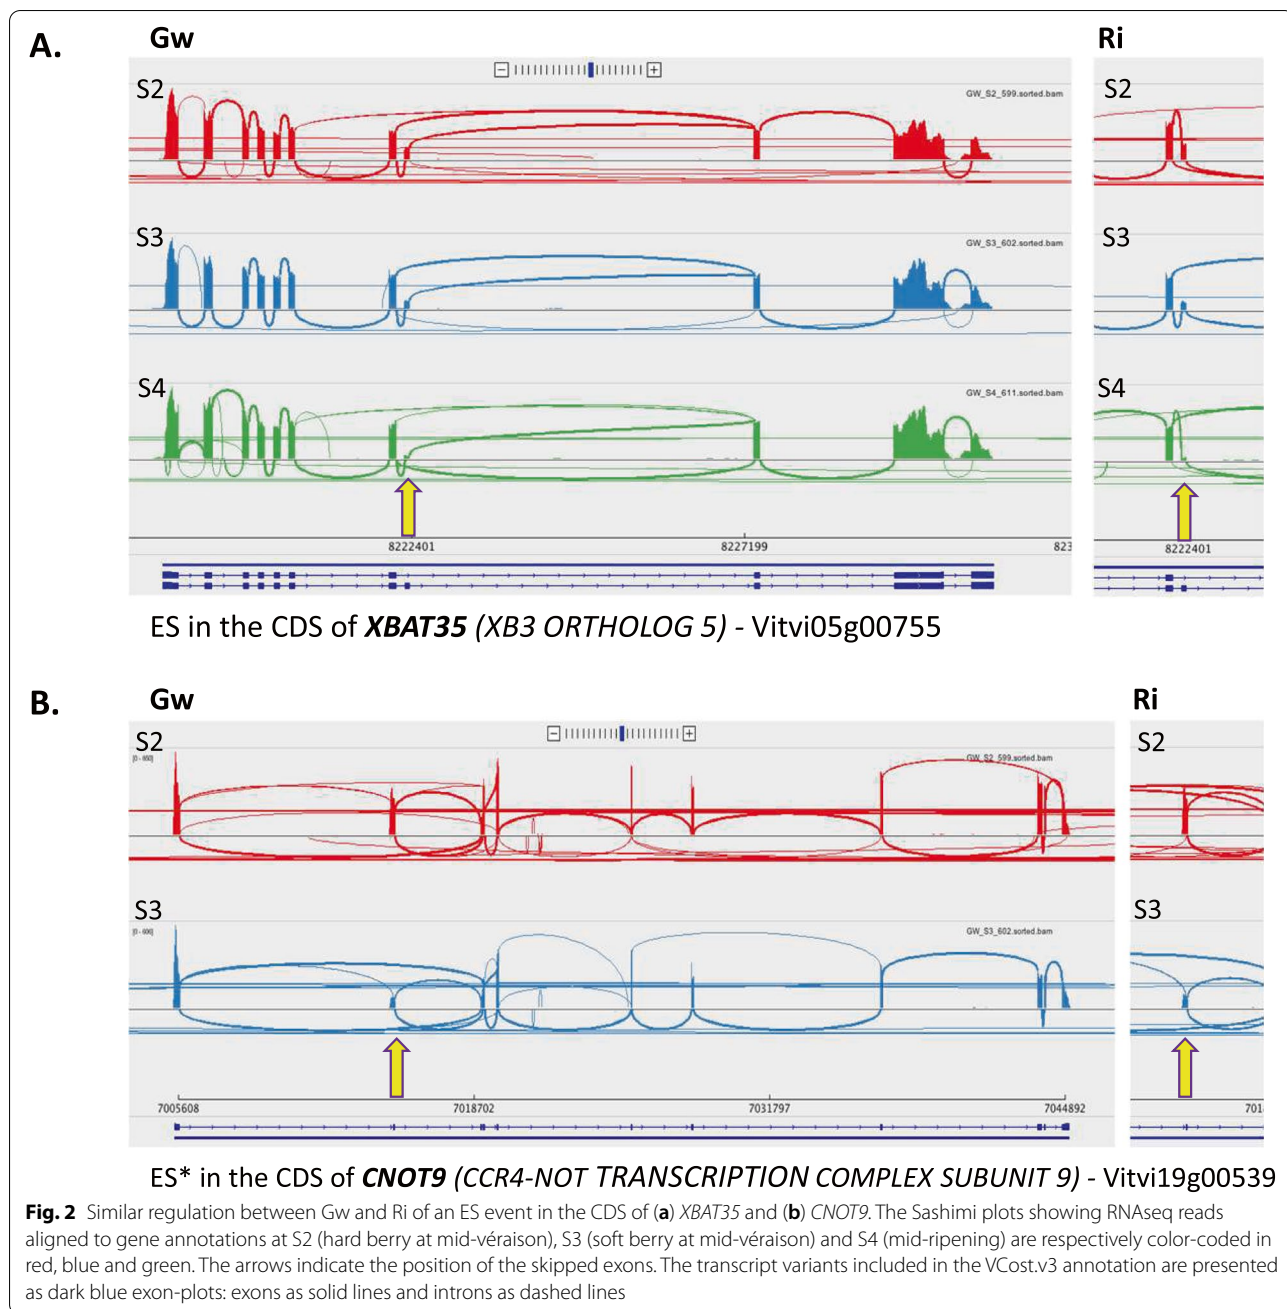 A.
Gw
Ri
S2
GW_S2_599.sorted.bam
S2
S3
GW_S3_602.sorted.bam
S3
S4
GW_S4_611.sorted.bam
S4
8222401
8227199
823
8222401
ES in the CDS of XBAT35 (XB3 ORTHOLOG 5) - Vitvi05g00755
B.
Gw
Ri
S2
GW_S2_599.sorted.bam
S2
S3
GW_S3_602.sorted.bam
S3
7005608
7018702
7031797
7044892
701
ES* in the CDS of CNOT9 (CCR4-NOT TRANSCRIPTION COMPLEX SUBUNIT 9) - Vitvi19g00539
Fig. 2 Similar regulation between Gw and Ri of an ES event in the CDS of (a) XBAT35 and (b) CNOT9. The Sashimi plots showing RNAseq reads
aligned to gene annotations at S2 (hard berry at mid-véraison), S3 (soft berry at mid-véraison) and S4 (mid-ripening) are respectively color-coded in
red, blue and green. The arrows indicate the position of the skipped exons. The transcript variants included in the VCost.v3 annotation are presented
as dark blue exon-plots: exons as solid lines and introns as dashed lines